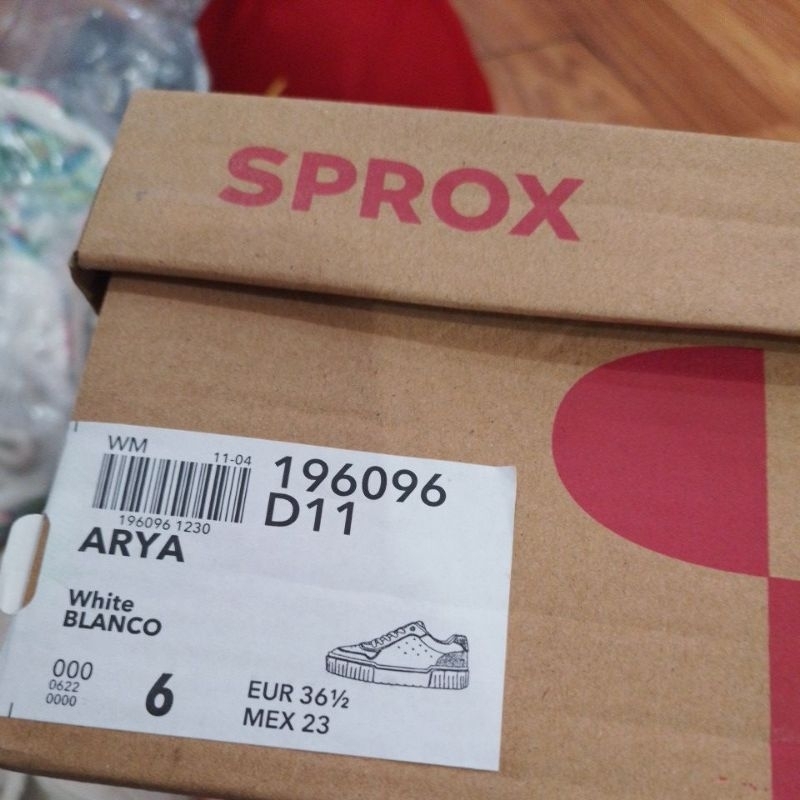 SPROX
WM
11-04
196096
D11
196096 1230
ARYA
White
BLANCO
000
0622
0000
6
EUR 36½
MEX 23